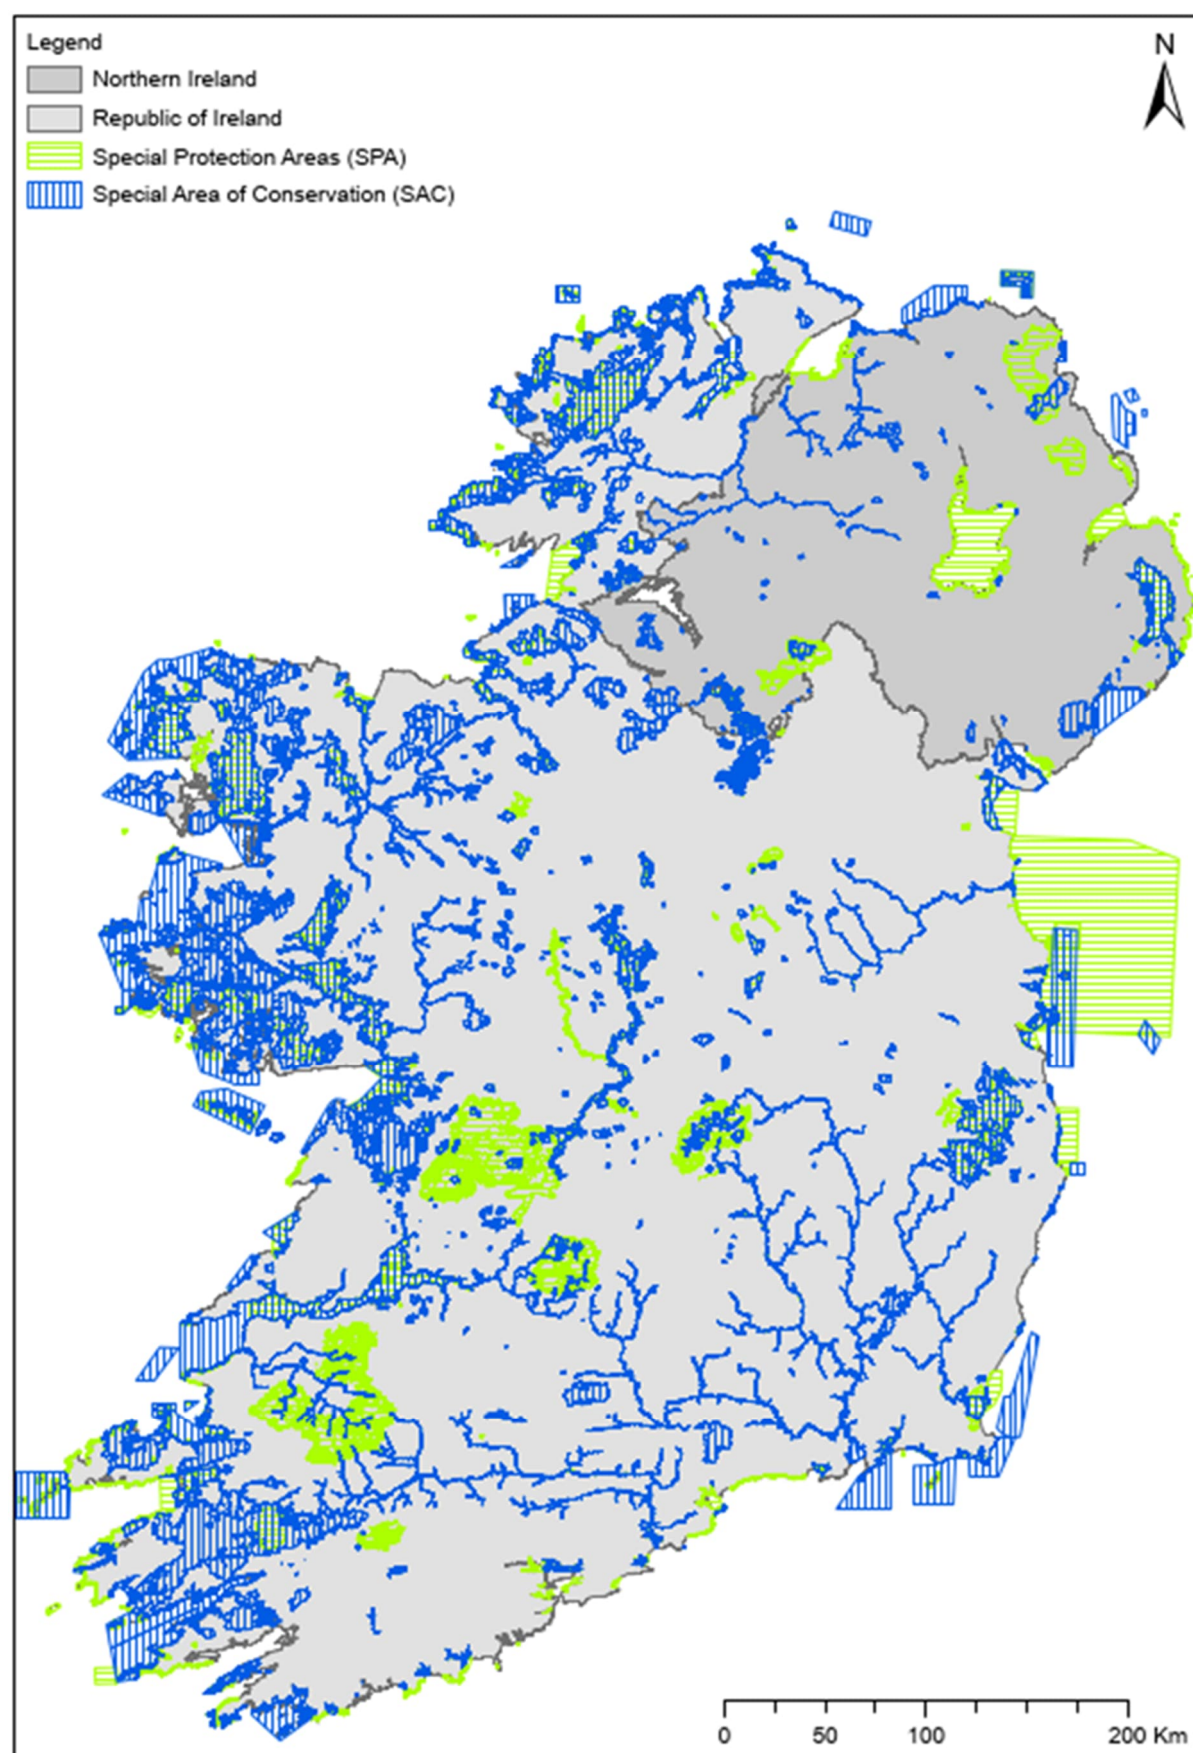 Legend
N
Northern Ireland
Republic of Ireland
Special Protection Areas (SPA)
Special Area of Conservation (SAC)
0 50 100 200 Km